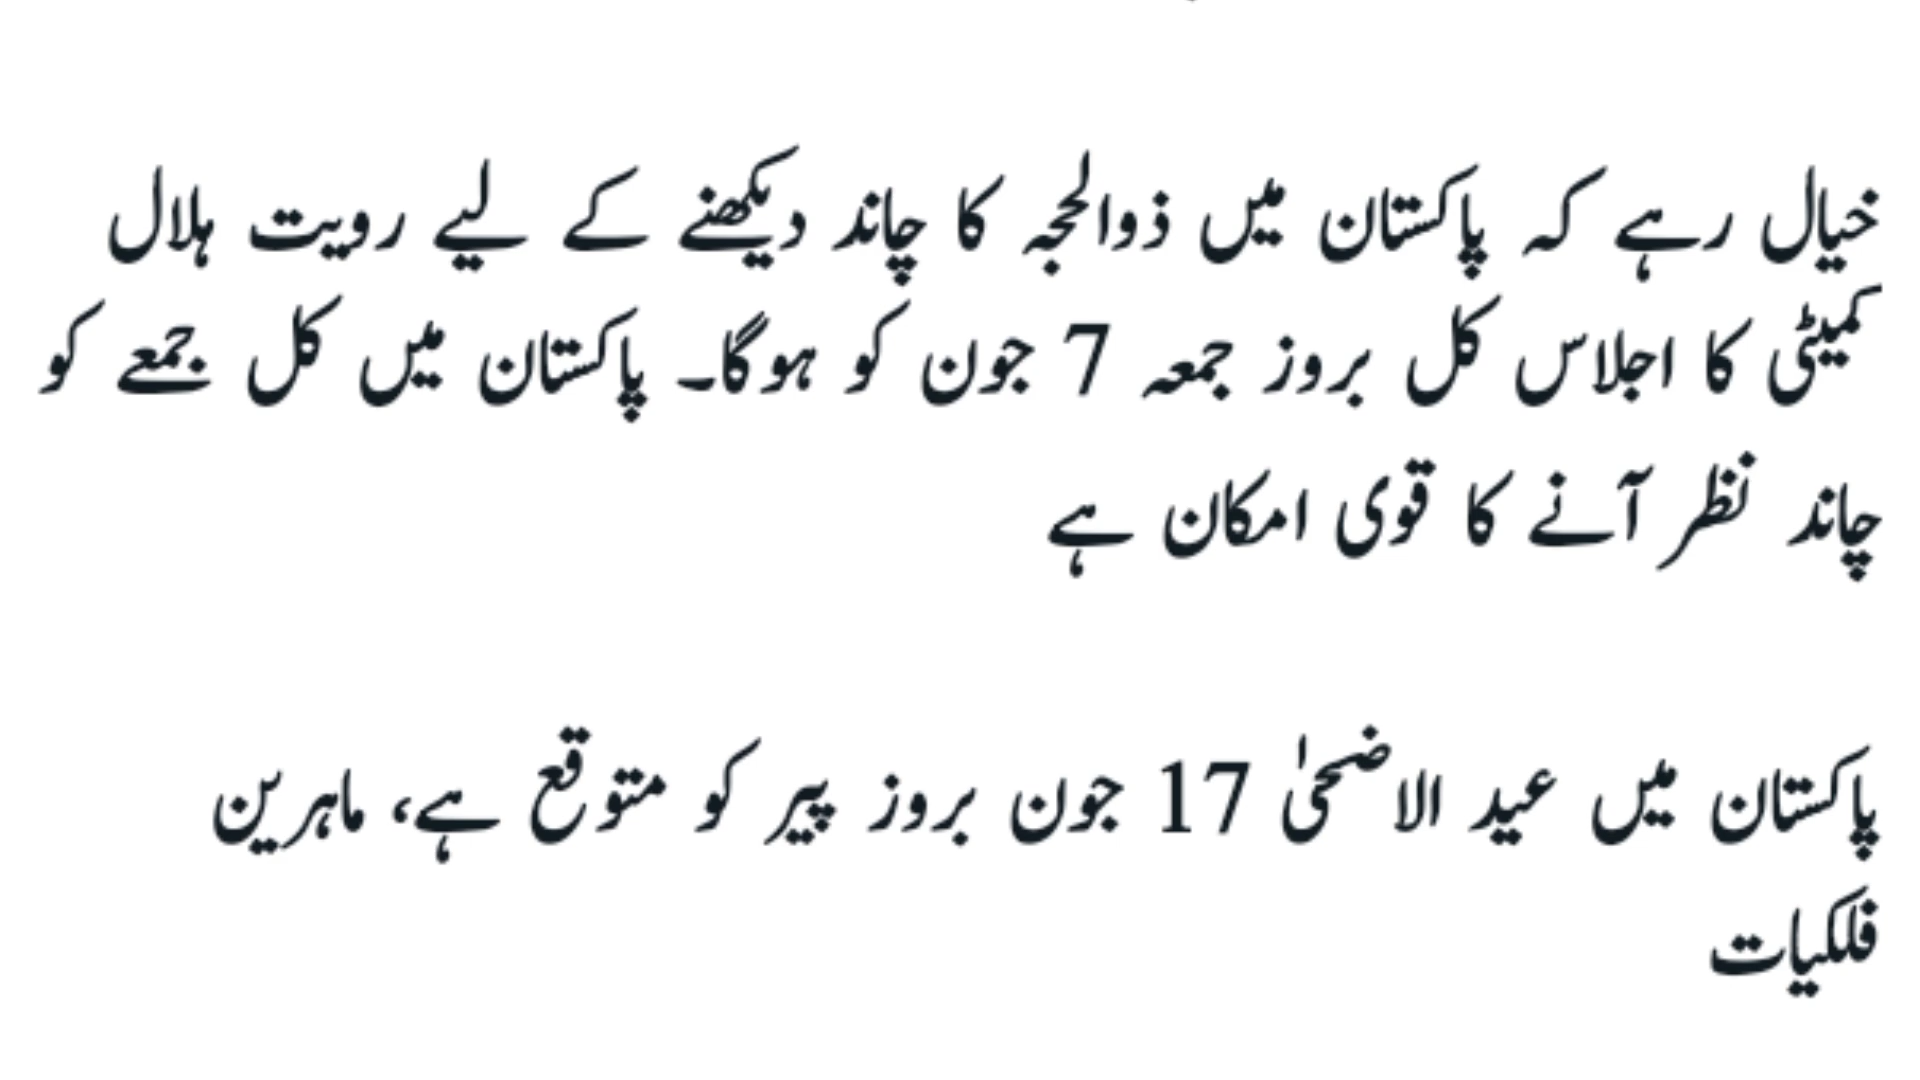 خیال رہے کہ پاکستان میں ذوالحجہ کا چاند دیکھنے کے لیے رویت ہلال
کمیٹی کا اجلاس کل بروز جمعہ 7 جون کو ہوگا۔ پاکستان میں کل جمعے کو
چاند نظر آنے کا قوی امکان ہے
پاکستان میں عید الاضحیٰ 17 جون بروز پیر کو متوقع ہے، ماہرین
فلکیات